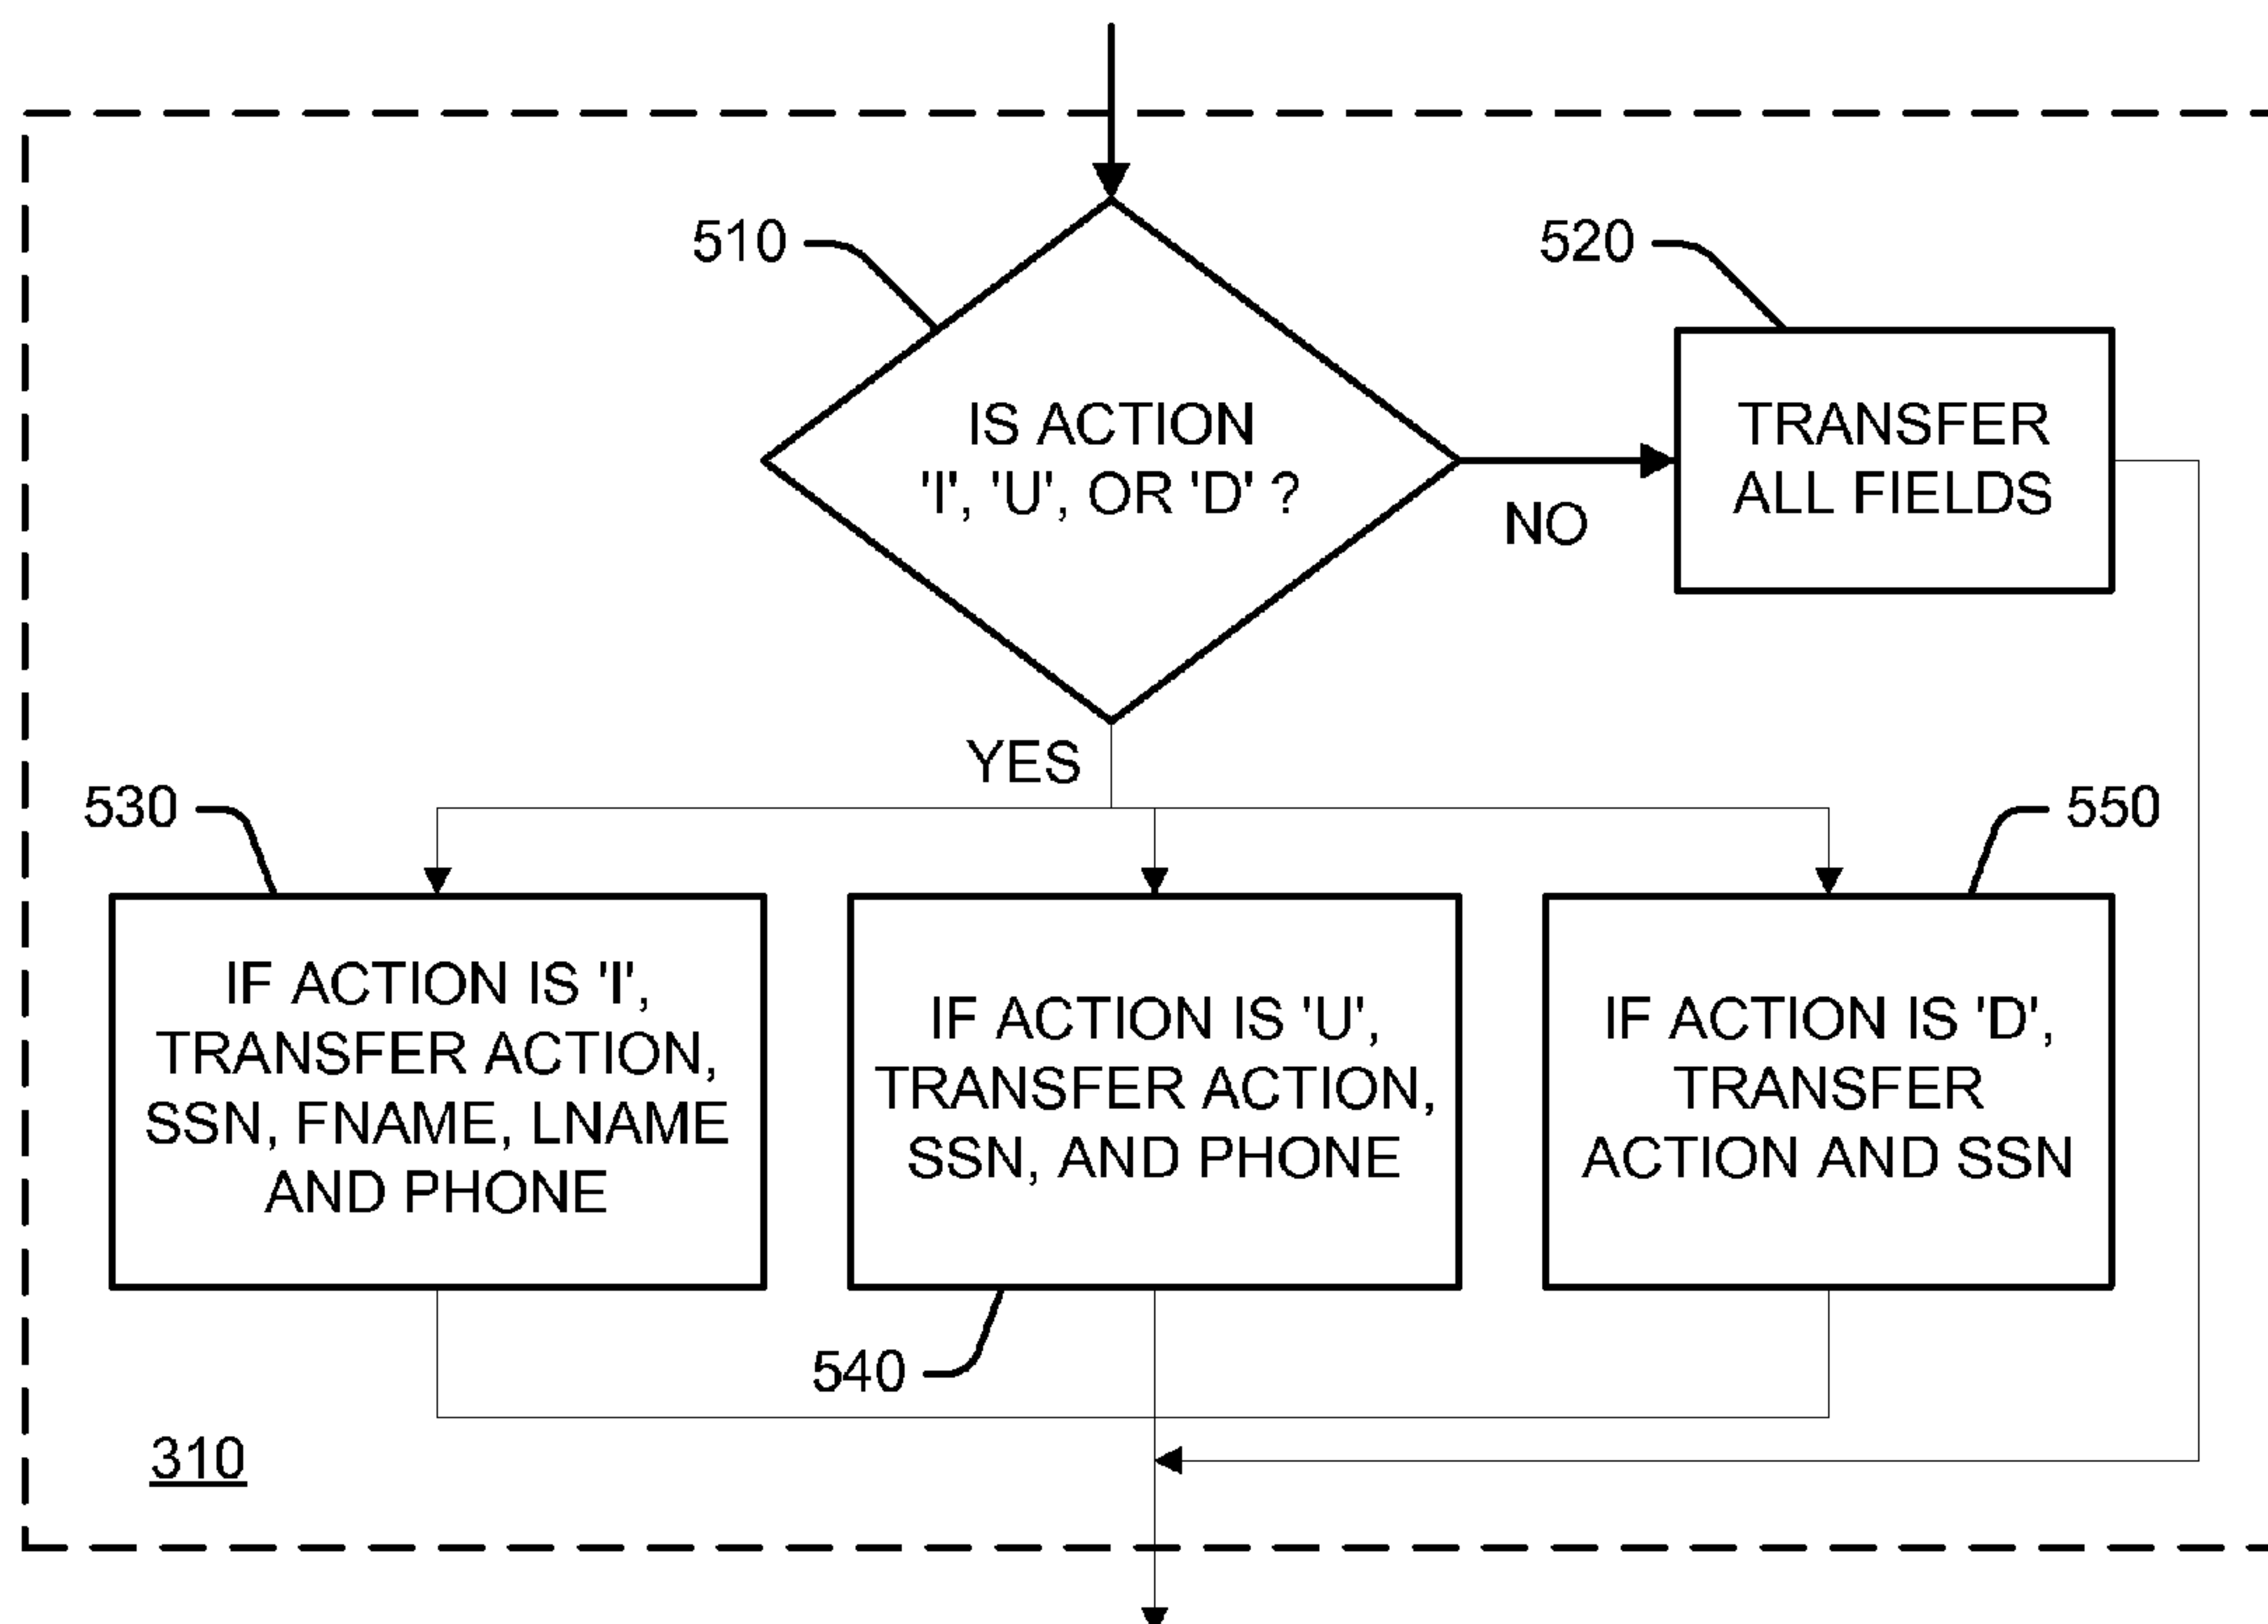 510
520
IS ACTION
'I', 'U', OR 'D' ?
TRANSFER
ALL FIELDS
NO
YES
530
550
IF ACTION IS 'I',
TRANSFER ACTION,
SSN, FNAME, LNAME
AND PHONE
IF ACTION IS 'U',
TRANSFER ACTION,
SSN, AND PHONE
IF ACTION IS 'D',
TRANSFER
ACTION AND SSN
540
310